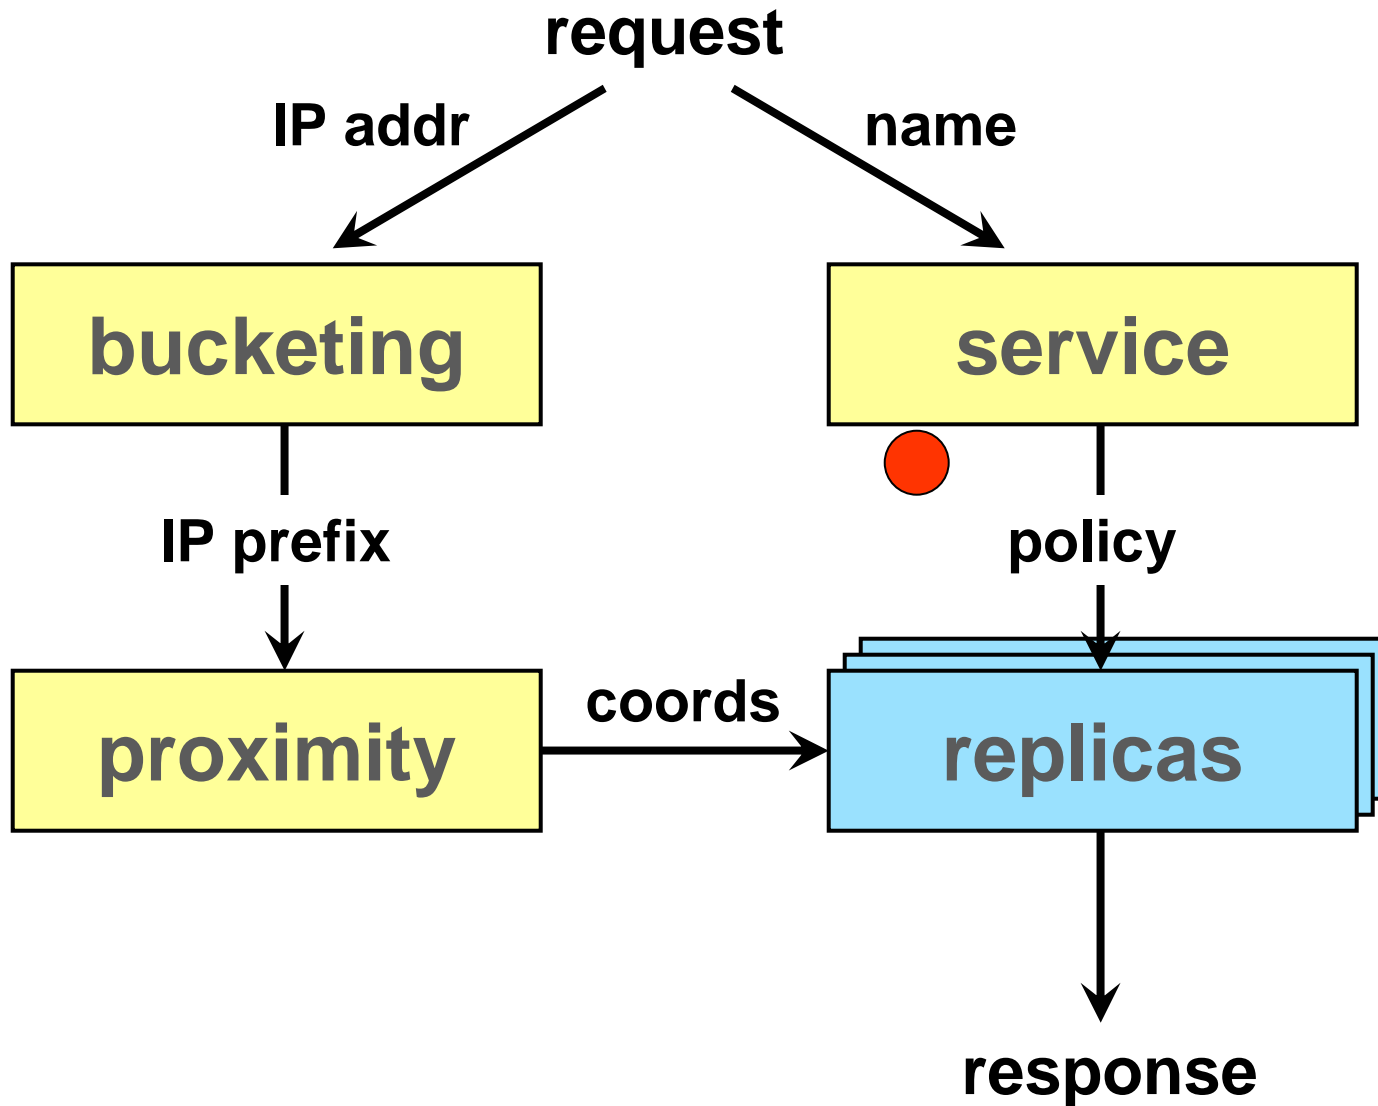 request
IP addr
name
bucketing
service
IP prefix
policy
coords
proximity
replicas
response